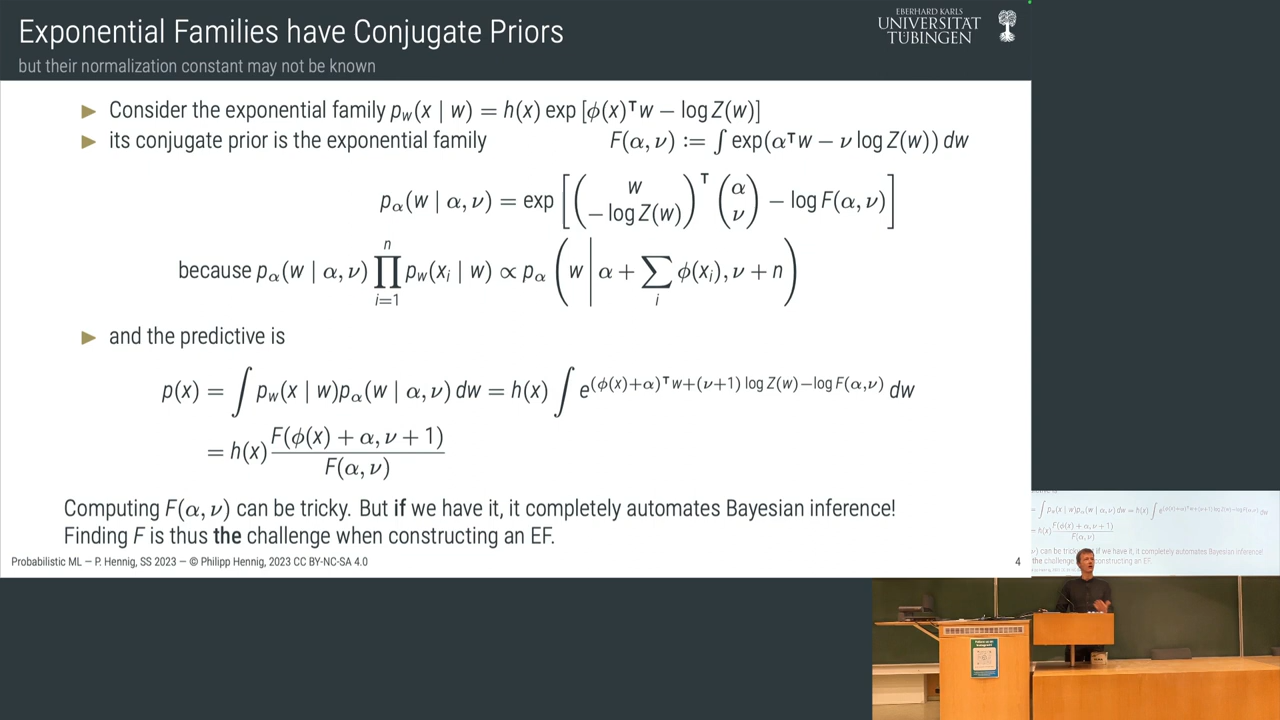 Exponential Families have Conjugate Priors
but their normalization constant may not be known
EBERHARD KARLS
UNIVERSITÄT
TÜBINGEN
▶ Consider the exponential family p_w(x | w) = h(x) exp [ϕ(x)ᵀw − log Z(w)]
▶ its conjugate prior is the exponential family F(α, ν) := ∫ exp(αᵀw − ν log Z(w)) dw
p_α(w | α, ν) = exp [ ( w −log Z(w) )ᵀ ( α ν ) − log F(α, ν) ]
because p_α(w | α, ν) ∏_{i=1}^{n} p_w(x_i | w) ∝ p_α ( w | α + ∑_i ϕ(x_i), ν + n )
▶ and the predictive is
p(x) = ∫ p_w(x | w)p_α(w | α, ν) dw = h(x) ∫ e^{(ϕ(x)+α)ᵀw+(ν+1) log Z(w)−log F(α,ν)} dw
= h(x) F(ϕ(x) + α, ν + 1) / F(α, ν)
Computing F(α, ν) can be tricky. But if we have it, it completely automates Bayesian inference!
Finding F is thus the challenge when constructing an EF.
Probabilistic ML — P. Hennig, SS 2023 — © Philipp Hennig, 2023 CC BY-NC-SA 4.0
4